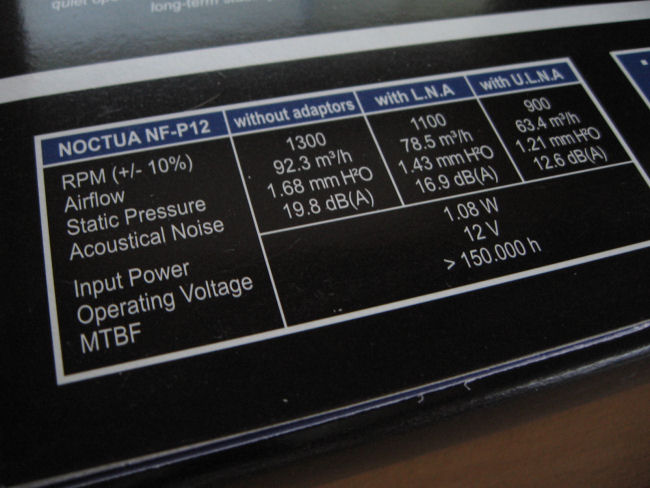 quiet
long-term
NOCTUA NF-P12 without adaptors with L.N.A with U.L.N.A
RPM (+/- 10%) 1300 1100 900
Airflow 92.3 m³/h 78.5 m³/h 63.4 m³/h
Static Pressure 1.68 mm H²O 1.43 mm H²O 1.21 mm H²O
Acoustical Noise 19.8 dB(A) 16.9 dB(A) 12.6 dB(A)
Input Power 1.08 W
Operating Voltage 12 V
MTBF > 150.000 h